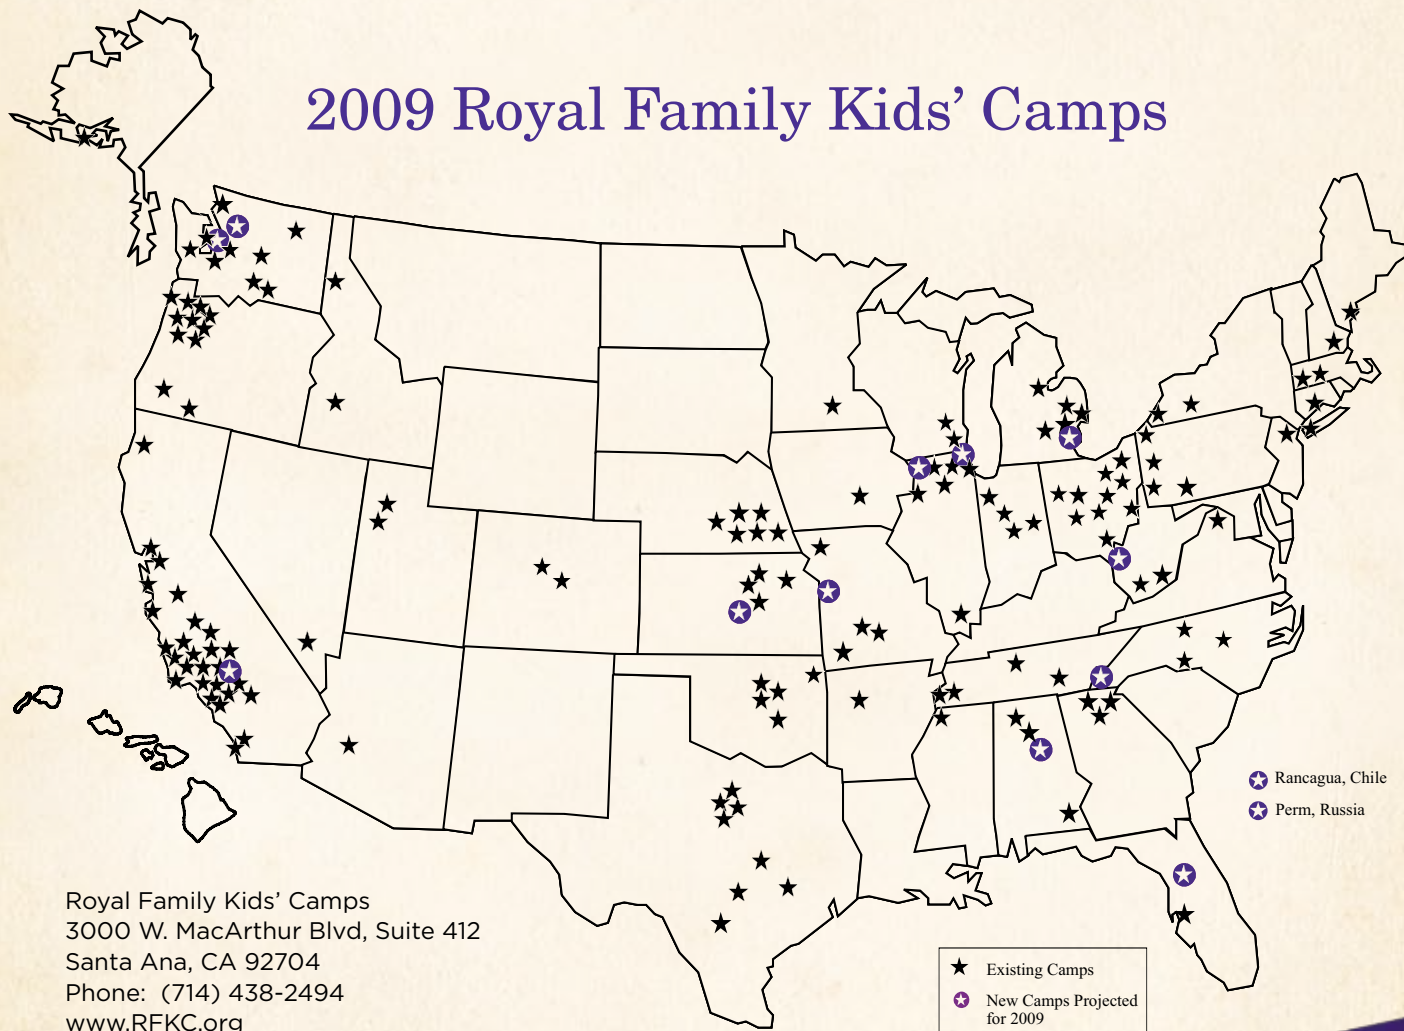 2009 Royal Family Kids’ Camps
Rancagua, Chile
Perm, Russia
Royal Family Kids’ Camps
3000 W. MacArthur Blvd, Suite 412
Santa Ana, CA 92704
Phone: (714) 438-2494
www.RFKC.org
Existing Camps
New Camps Projected
for 2009